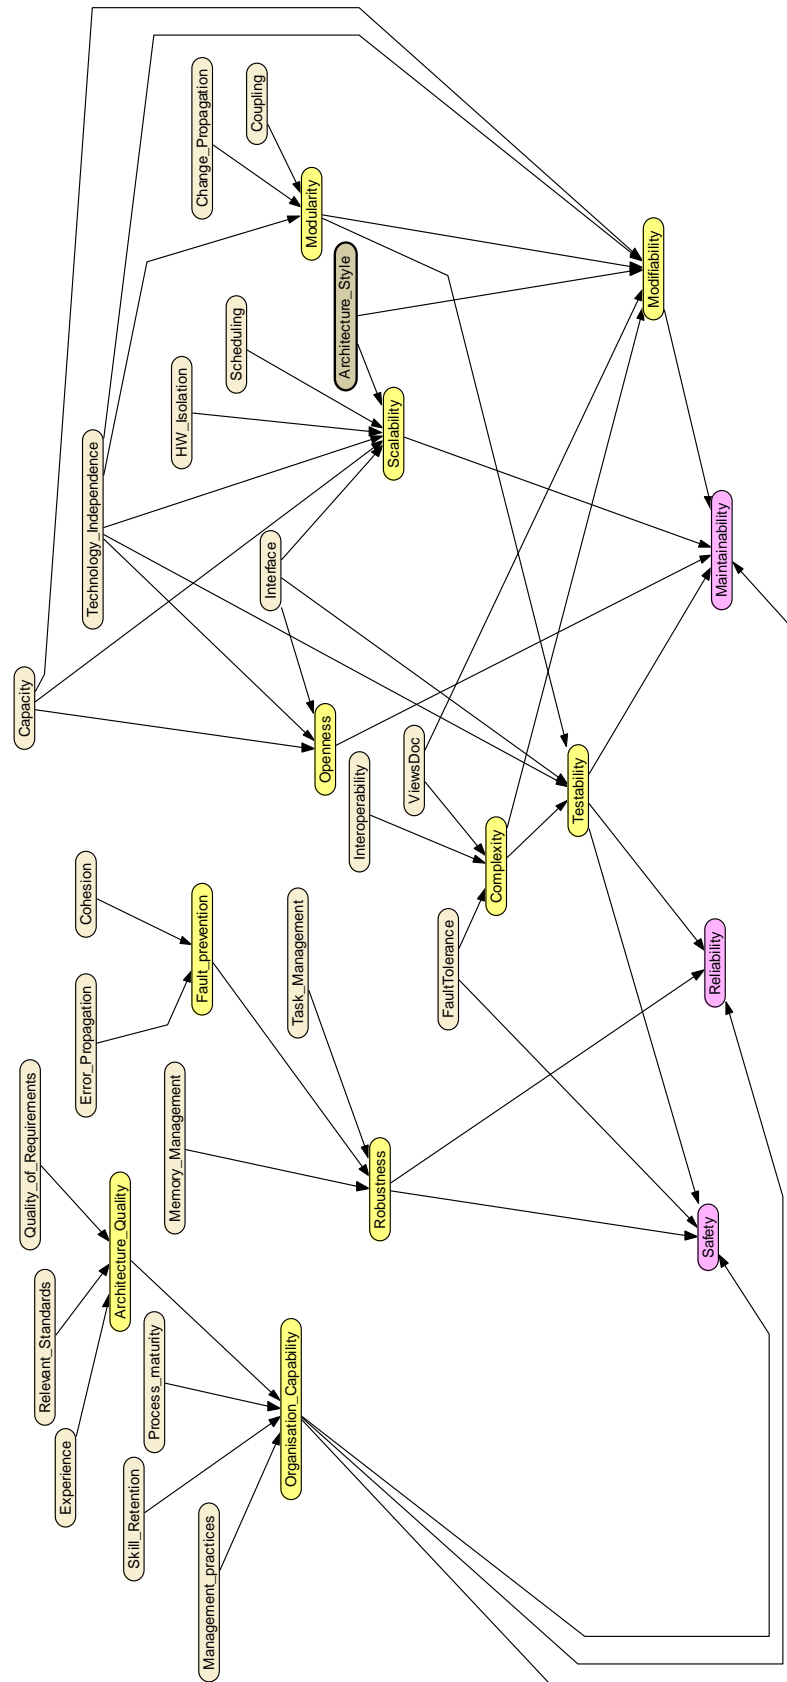 Capacity
Quality_of_Requirements
Relevant_Standards
Experience
Technology_Independence
Cohesion
Error_Propagation
Architecture_Quality
Skill_Retention
Process_maturity
Memory_Management
HW_Isolation
Change_Propagation
Fault_prevention
Management_practices
Scheduling
Coupling
Interface
Organisation_Capability
Task_Management
Modularity
Openness
Architecture_Style
Interoperability
Robustness
Scalability
ViewsDoc
FaultTolerance
Complexity
Testability
Modifiability
Safety
Reliability
Maintainability